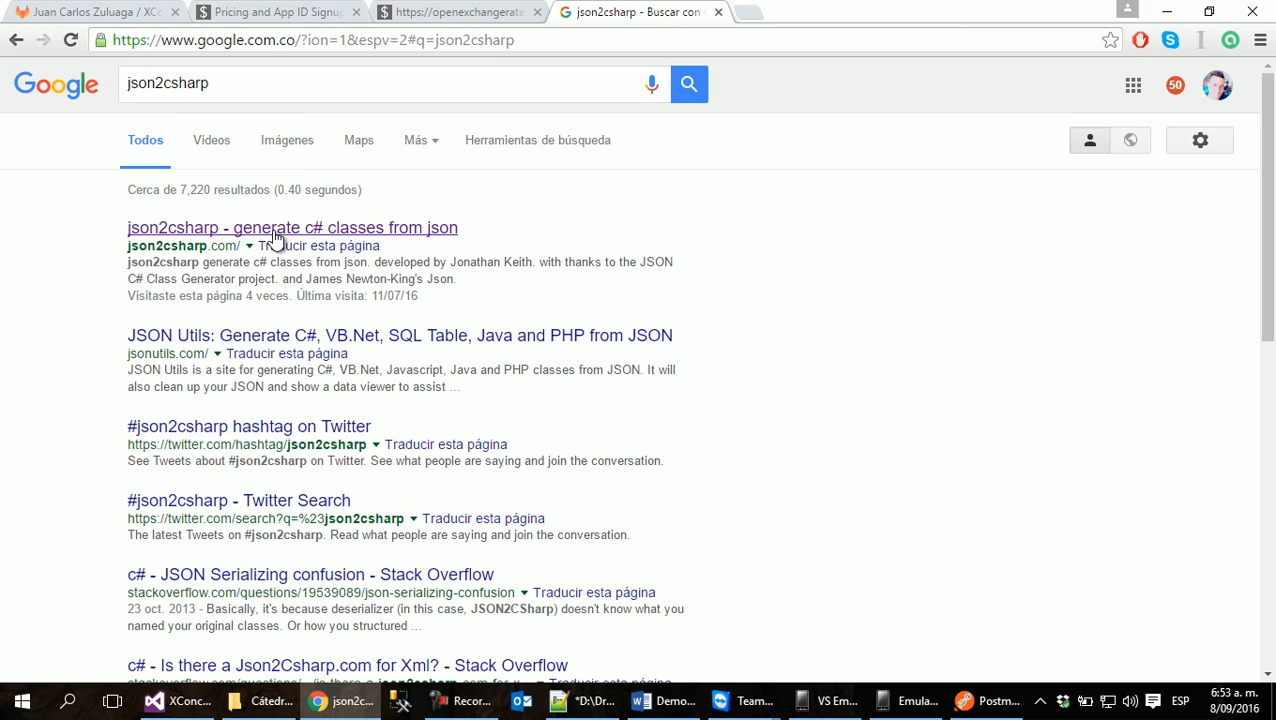 Juan Carlos Zuluaga / XCon
Pricing and App ID Signup
https://openexchangerate
json2csharp - Buscar con
https://www.google.com.co/?ion=1&espv=2#q=json2csharp
Google
json2csharp
50
Todos Videos Imágenes Maps Más Herramientas de búsqueda
Cerca de 7,220 resultados (0.40 segundos)
json2csharp - generate c# classes from json
json2csharp.com/ Traducir esta página
json2csharp generate c# classes from json. developed by Jonathan Keith. with thanks to the JSON
C# Class Generator project. and James Newton-King's Json.
Visitaste esta página 4 veces. Última visita: 11/07/16
JSON Utils: Generate C#, VB.Net, SQL Table, Java and PHP from JSON
jsonutils.com/ Traducir esta página
JSON Utils is a site for generating C#, VB.Net, Javascript, Java and PHP classes from JSON. It will
also clean up your JSON and show a data viewer to assist ...
#json2csharp hashtag on Twitter
https://twitter.com/hashtag/json2csharp Traducir esta página
See Tweets about #json2csharp on Twitter. See what people are saying and join the conversation.
#json2csharp - Twitter Search
https://twitter.com/search?q=%23json2csharp Traducir esta página
The latest Tweets on #json2csharp. Read what people are saying and join the conversation.
c# - JSON Serializing confusion - Stack Overflow
stackoverflow.com/questions/19539089/json-serializing-confusion Traducir esta página
23 oct. 2013 - Basically, it's because deserializer (in this case, JSON2CSharp) doesn't know what you
named your original classes. Or how you structured ...
c# - Is there a Json2Csharp.com for Xml? - Stack Overflow
XConc... Cátedr... json2c... Recor... *D:\Dr... Demo... Team... VS Em... Emula... Postm... ESP
6:53 a. m.
8/09/2016